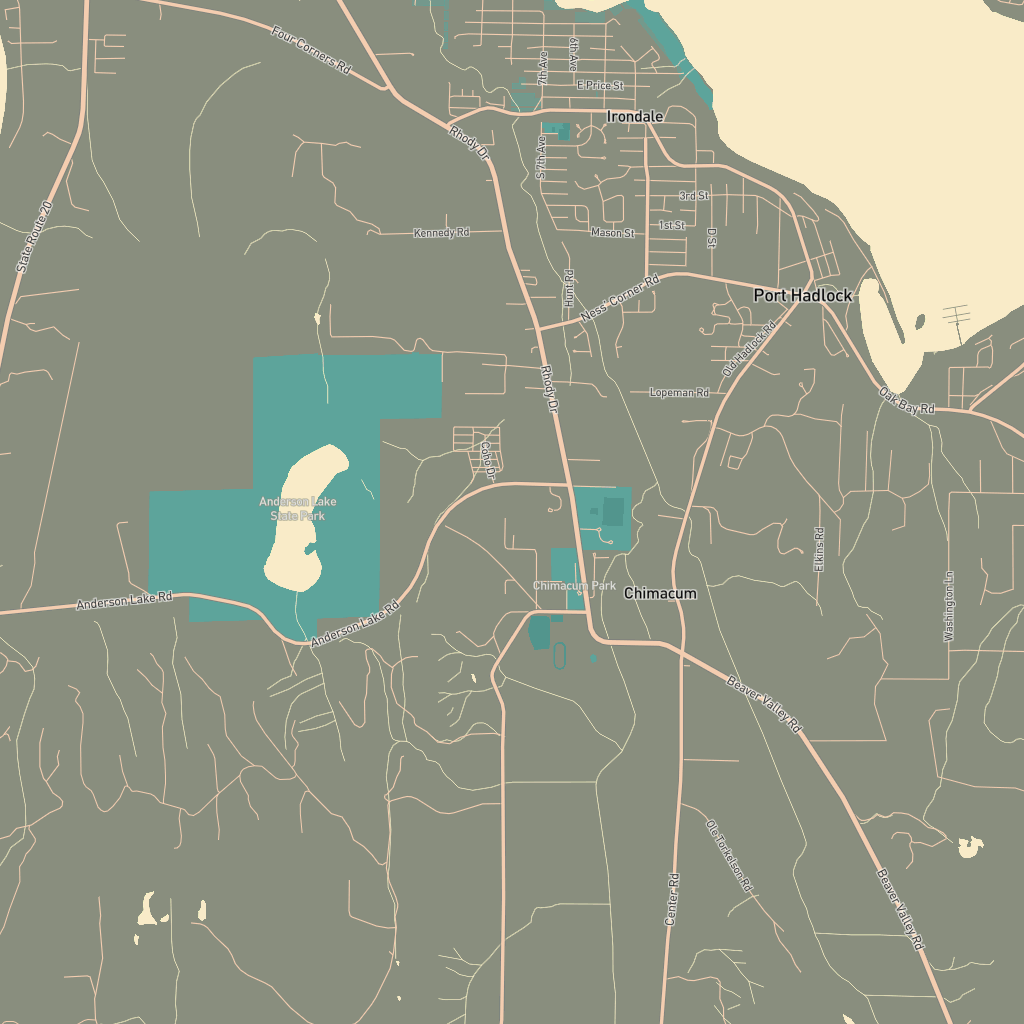 Four Corners Rd
7th Ave
6th Ave
E Price St
Irondale
Rhody Dr
S 7th Ave
3rd St
State Route 20
Kennedy Rd
Mason St
1st St
D St
Hunt Rd
Ness' Corner Rd
Port Hadlock
Old Hadlock Rd
Rhody Dr
Lopeman Rd
Oak Bay Rd
Coho Dr
Anderson Lake
State Park
Elkins Rd
Chimacum Park
Chimacum
Anderson Lake Rd
Anderson Lake Rd
Washington Ln
Beaver Valley Rd
Ole Torkelson Rd
Center Rd
Beaver Valley Rd